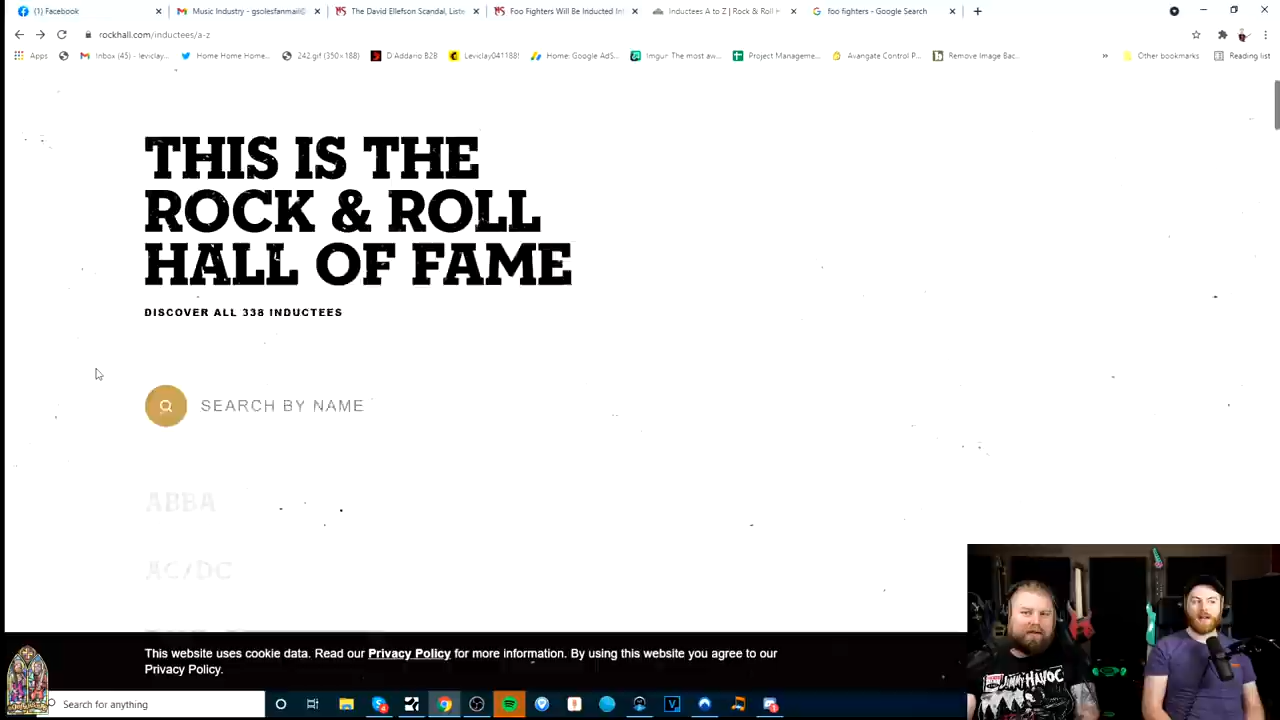 (1) Facebook
Music Industry - gsolesfanmail@
The David Ellefson Scandal, Liste
Foo Fighters Will Be Inducted In
Inductees A to Z | Rock & Roll H
foo fighters - Google Search
rockhall.com/inductees/a-z
Apps
Inbox (45) - leviclay...
Home Home Home...
242.gif (350×188)
D'Addario B2B
Leviclay041188!
Home: Google AdS...
Imgur: The most aw...
Project Manageme...
Avangate Control P...
Remove Image Bac...
Other bookmarks
Reading list
THIS IS THE
ROCK & ROLL
HALL OF FAME
DISCOVER ALL 338 INDUCTEES
SEARCH BY NAME
ABBA
AC/DC
This website uses cookie data. Read our Privacy Policy for more information. By using this website you agree to our
Privacy Policy.
Search for anything
HAVOC